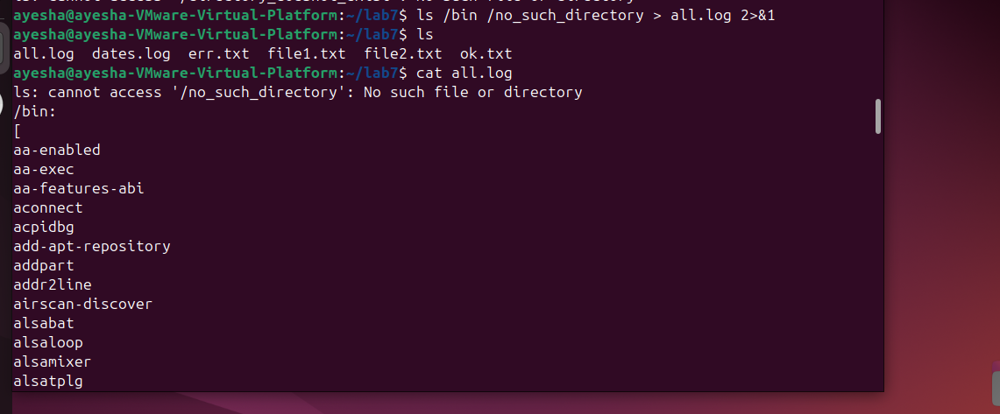 ayesha@ayesha-VMware-Virtual-Platform:~/lab7$ ls /bin /no_such_directory > all.log 2>&1
ayesha@ayesha-VMware-Virtual-Platform:~/lab7$ ls
all.log  dates.log  err.txt  file1.txt  file2.txt  ok.txt
ayesha@ayesha-VMware-Virtual-Platform:~/lab7$ cat all.log
ls: cannot access '/no_such_directory': No such file or directory
/bin:
[
aa-enabled
aa-exec
aa-features-abi
aconnect
acpidbg
add-apt-repository
addpart
addr2line
airscan-discover
alsabat
alsaloop
alsamixer
alsatplg